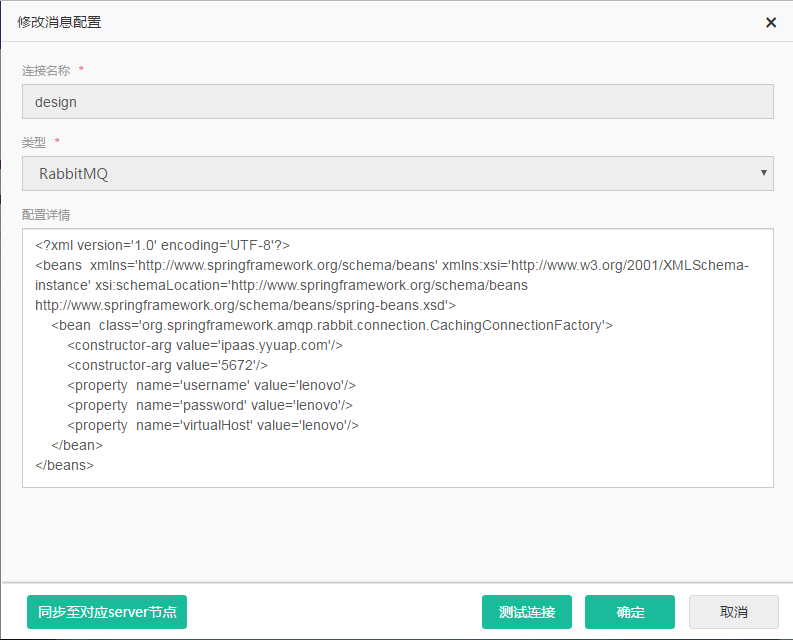 修改消息配置 ×
连接名称 *
design
类型 *
RabbitMQ
配置详情
<?xml version='1.0' encoding='UTF-8'?>
<beans  xmlns='http://www.springframework.org/schema/beans' xmlns:xsi='http://www.w3.org/2001/XMLSchema-
instance' xsi:schemaLocation='http://www.springframework.org/schema/beans
http://www.springframework.org/schema/beans/spring-beans.xsd'>
    <bean  class='org.springframework.amqp.rabbit.connection.CachingConnectionFactory'>
        <constructor-arg value='ipaas.yyuap.com'/>
        <constructor-arg value='5672'/>
        <property  name='username' value='lenovo'/>
        <property  name='password' value='lenovo'/>
        <property  name='virtualHost' value='lenovo'/>
    </bean>
</beans>
同步至对应server节点 测试连接 确定 取消